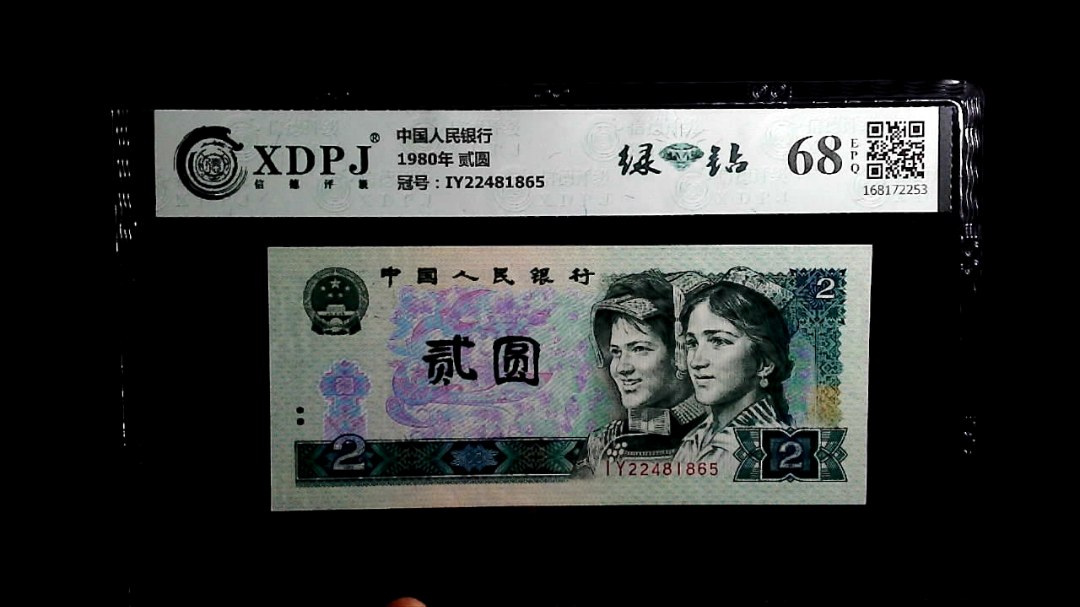 XDPJ®
信德评级
中国人民银行
1980年 贰圆
冠号：IY22481865
绿钻
68 EPQ
168172253
中国人民银行
2
贰圆
2
IY22481865
2